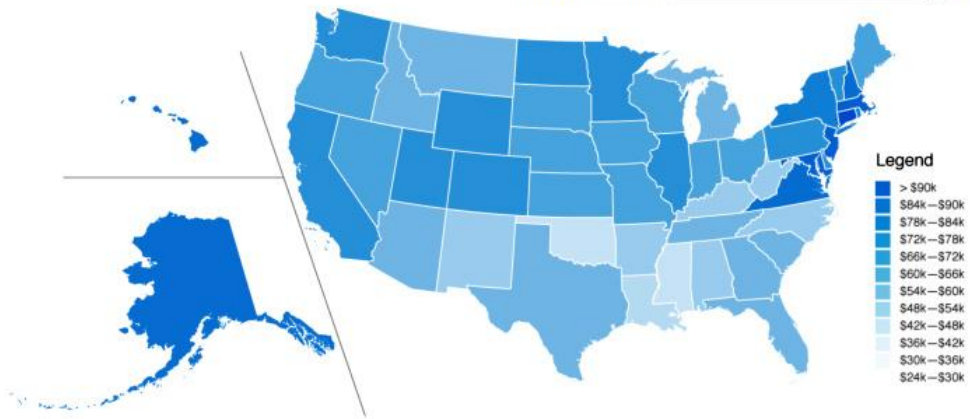 Legend
> $90k
$84k—$90k
$78k—$84k
$72k—$78k
$66k—$72k
$60k—$66k
$54k—$60k
$48k—$54k
$42k—$48k
$36k—$42k
$30k—$36k
$24k—$30k